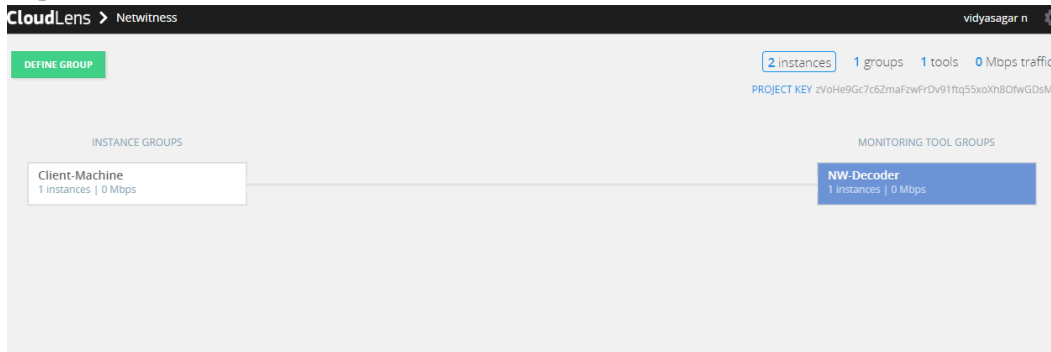 CloudLens > Netwitness vidyasagar n
DEFINE GROUP
2 instances 1 groups 1 tools 0 Mbps traffic
PROJECT KEY zVoHe9Gc7c6ZmaFzwFrDv91ftq55xoXh8OfwGDsM
INSTANCE GROUPS MONITORING TOOL GROUPS
Client-Machine NW-Decoder
1 instances | 0 Mbps 1 instances | 0 Mbps